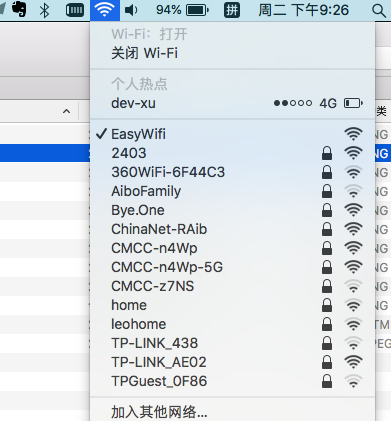 94% 拼 周二 下午9:26
Wi-Fi：打开
关闭 Wi-Fi
个人热点
dev-xu 4G
类
EasyWifi NG
2403 NG
360WiFi-6F44C3 NG
AiboFamily NG
Bye.One NG
ChinaNet-RAib NG
CMCC-n4Wp NG
CMCC-n4Wp-5G NG
CMCC-z7NS NG
home NG
leohome TM
TP-LINK_438 PEG
TP-LINK_AE02
TPGuest_0F86
加入其他网络...